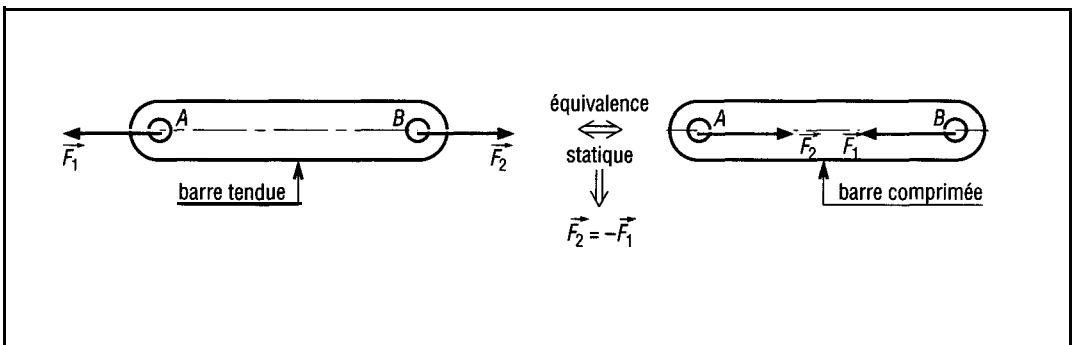 A B
F₁ F₂
barre tendue
équivalence
statique
F₂ = -F₁
A B
F₂ F₁
barre comprimée